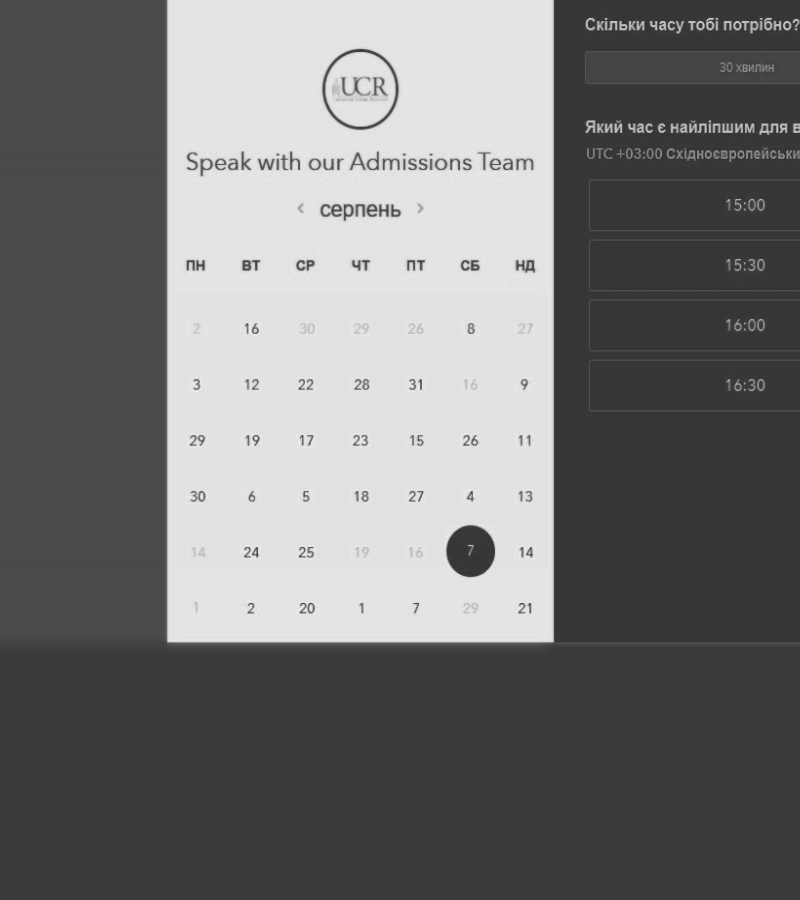 UCR
Speak with our Admissions Team
серпень
ПН ВТ СР ЧТ ПТ СБ НД
2 16 30 29 26 8 27
3 12 22 28 31 16 9
29 19 17 23 15 26 11
30 6 5 18 27 4 13
14 24 25 19 16 7 14
1 2 20 1 7 29 21
Скільки часу тобі потрібно?
30 хвилин
Який час є найліпшим для в
UTC +03:00 Східноєвропейськи
15:00
15:30
16:00
16:30